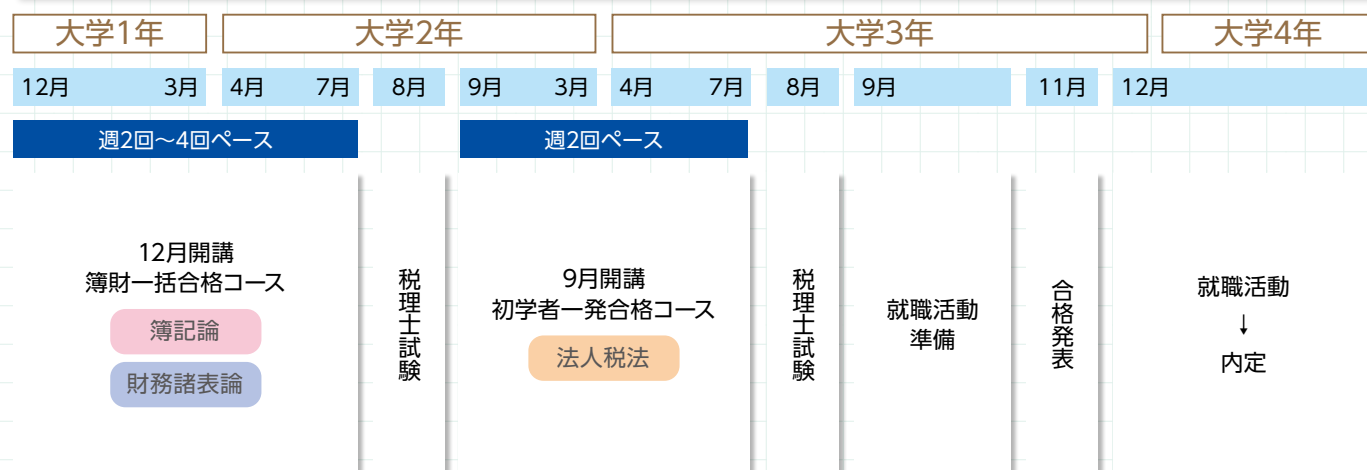 大学1年 大学2年 大学3年 大学4年
12月 3月 4月 7月 8月 9月 3月 4月 7月 8月 9月 11月 12月
週2回～4回ペース 週2回ペース
12月開講
簿財一括合格コース
簿記論
財務諸表論
税理士試験
9月開講
初学者一発合格コース
法人税法
税理士試験
就職活動
準備
合格発表
就職活動
↓
内定